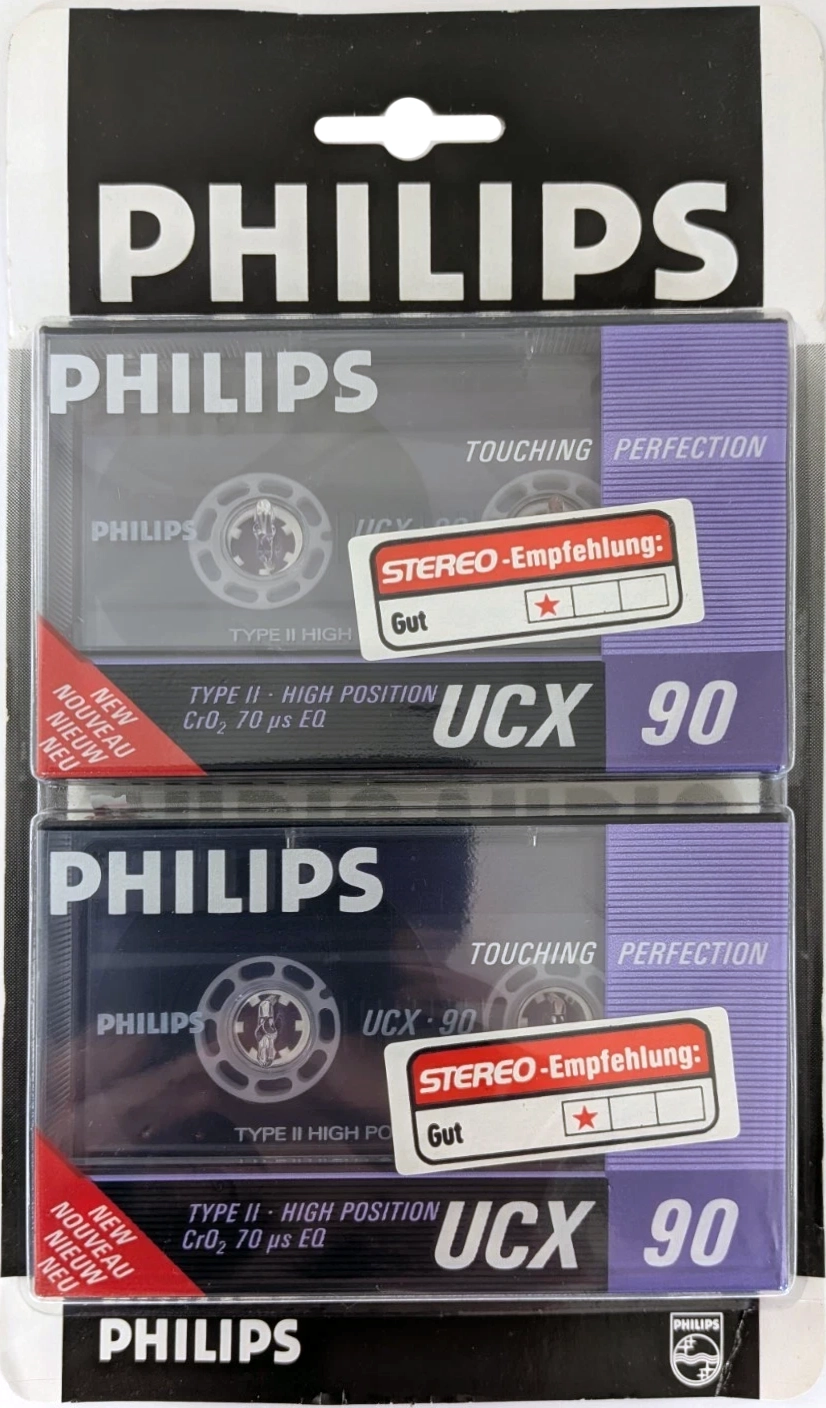 PHILIPS
PHILIPS
TOUCHING PERFECTION
PHILIPS
UCX · 90
STEREO-Empfehlung:
Gut
TYPE II HIGH
NEW
NOUVEAU
NIEUW
NEU
TYPE II · HIGH POSITION
CrO₂ 70 µs EQ
UCX 90
PHILIPS
TOUCHING PERFECTION
PHILIPS
UCX · 90
STEREO-Empfehlung:
Gut
TYPE II HIGH PO
NEW
NOUVEAU
NIEUW
NEU
TYPE II · HIGH POSITION
CrO₂ 70 µs EQ
UCX 90
PHILIPS
PHILIPS